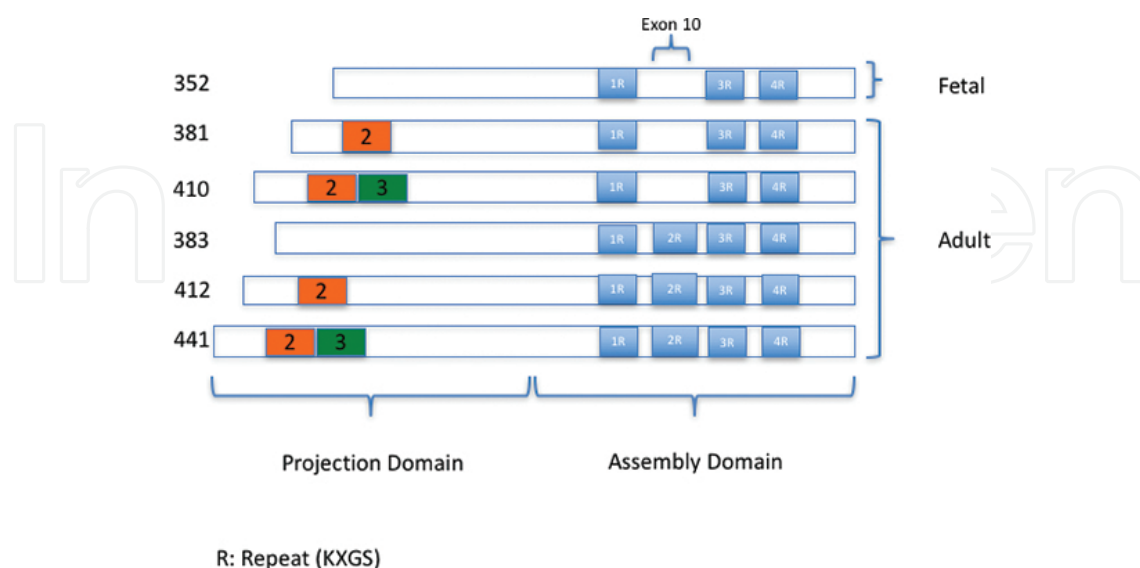 Exon 10
352 1R 3R 4R Fetal
381 2 1R 3R 4R
410 2 3 1R 3R 4R
383 1R 2R 3R 4R Adult
412 2 1R 2R 3R 4R
441 2 3 1R 2R 3R 4R
Projection Domain Assembly Domain
R: Repeat (KXGS)